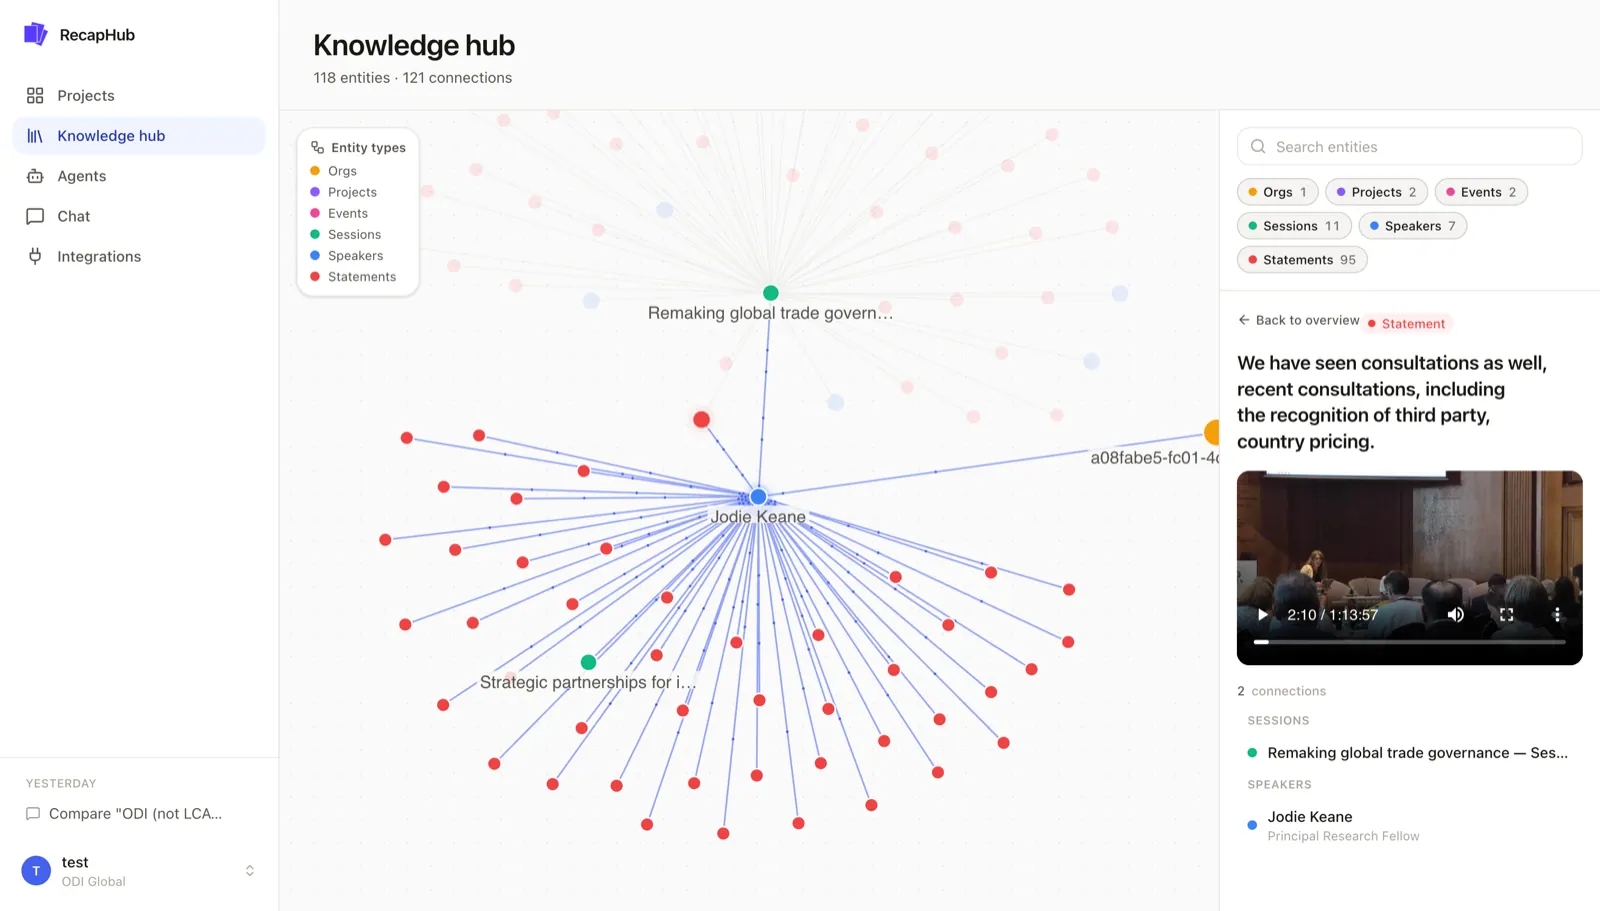 RecapHub
Projects
Knowledge hub
Agents
Chat
Integrations
YESTERDAY
Compare "ODI (not LCA...
T
test
ODI Global
Knowledge hub
118 entities · 121 connections
Entity types
Orgs
Projects
Events
Sessions
Speakers
Statements
Remaking global trade govern...
a08fabe5-fc01-4c
Jodie Keane
Strategic partnerships for i...
Search entities
Orgs 1
Projects 2
Events 2
Sessions 11
Speakers 7
Statements 95
Back to overview
Statement
We have seen consultations as well,
recent consultations, including
the recognition of third party,
country pricing.
2:10 / 1:13:57
2 connections
SESSIONS
Remaking global trade governance — Ses...
SPEAKERS
Jodie Keane
Principal Research Fellow